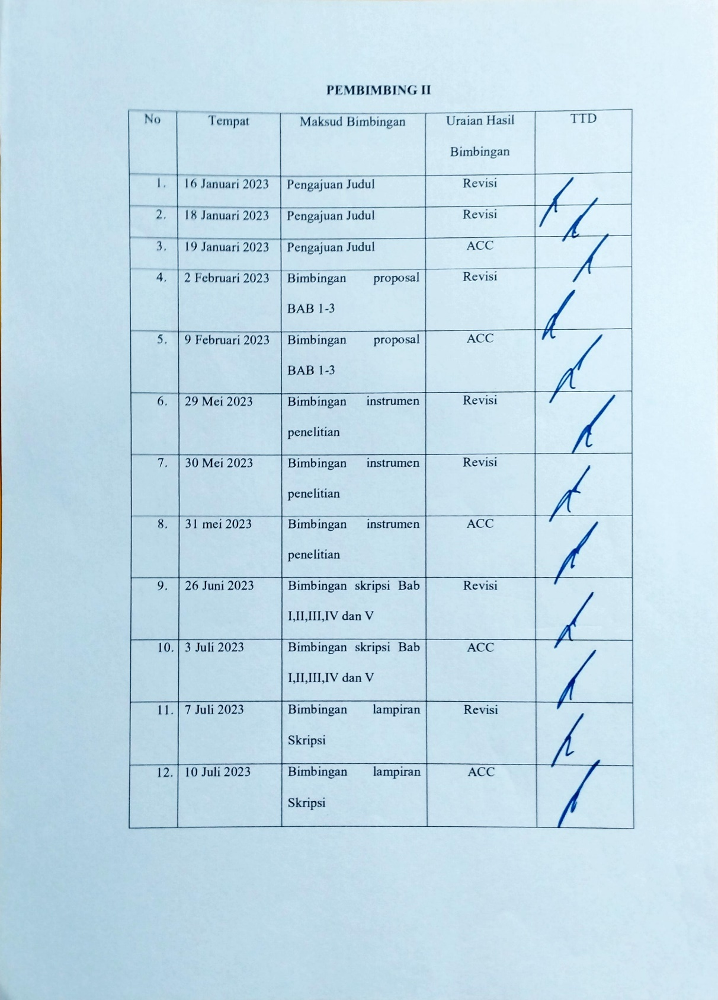 PEMBIMBING II
No Tempat Maksud Bimbingan Uraian Hasil TTD
Bimbingan
1. 16 Januari 2023 Pengajuan Judul Revisi
2. 18 Januari 2023 Pengajuan Judul Revisi
3. 19 Januari 2023 Pengajuan Judul ACC
4. 2 Februari 2023 Bimbingan proposal Revisi
BAB 1-3
5. 9 Februari 2023 Bimbingan proposal ACC
BAB 1-3
6. 29 Mei 2023 Bimbingan instrumen Revisi
penelitian
7. 30 Mei 2023 Bimbingan instrumen Revisi
penelitian
8. 31 mei 2023 Bimbingan instrumen ACC
penelitian
9. 26 Juni 2023 Bimbingan skripsi Bab Revisi
I,II,III,IV dan V
10. 3 Juli 2023 Bimbingan skripsi Bab ACC
I,II,III,IV dan V
11. 7 Juli 2023 Bimbingan lampiran Revisi
Skripsi
12. 10 Juli 2023 Bimbingan lampiran ACC
Skripsi